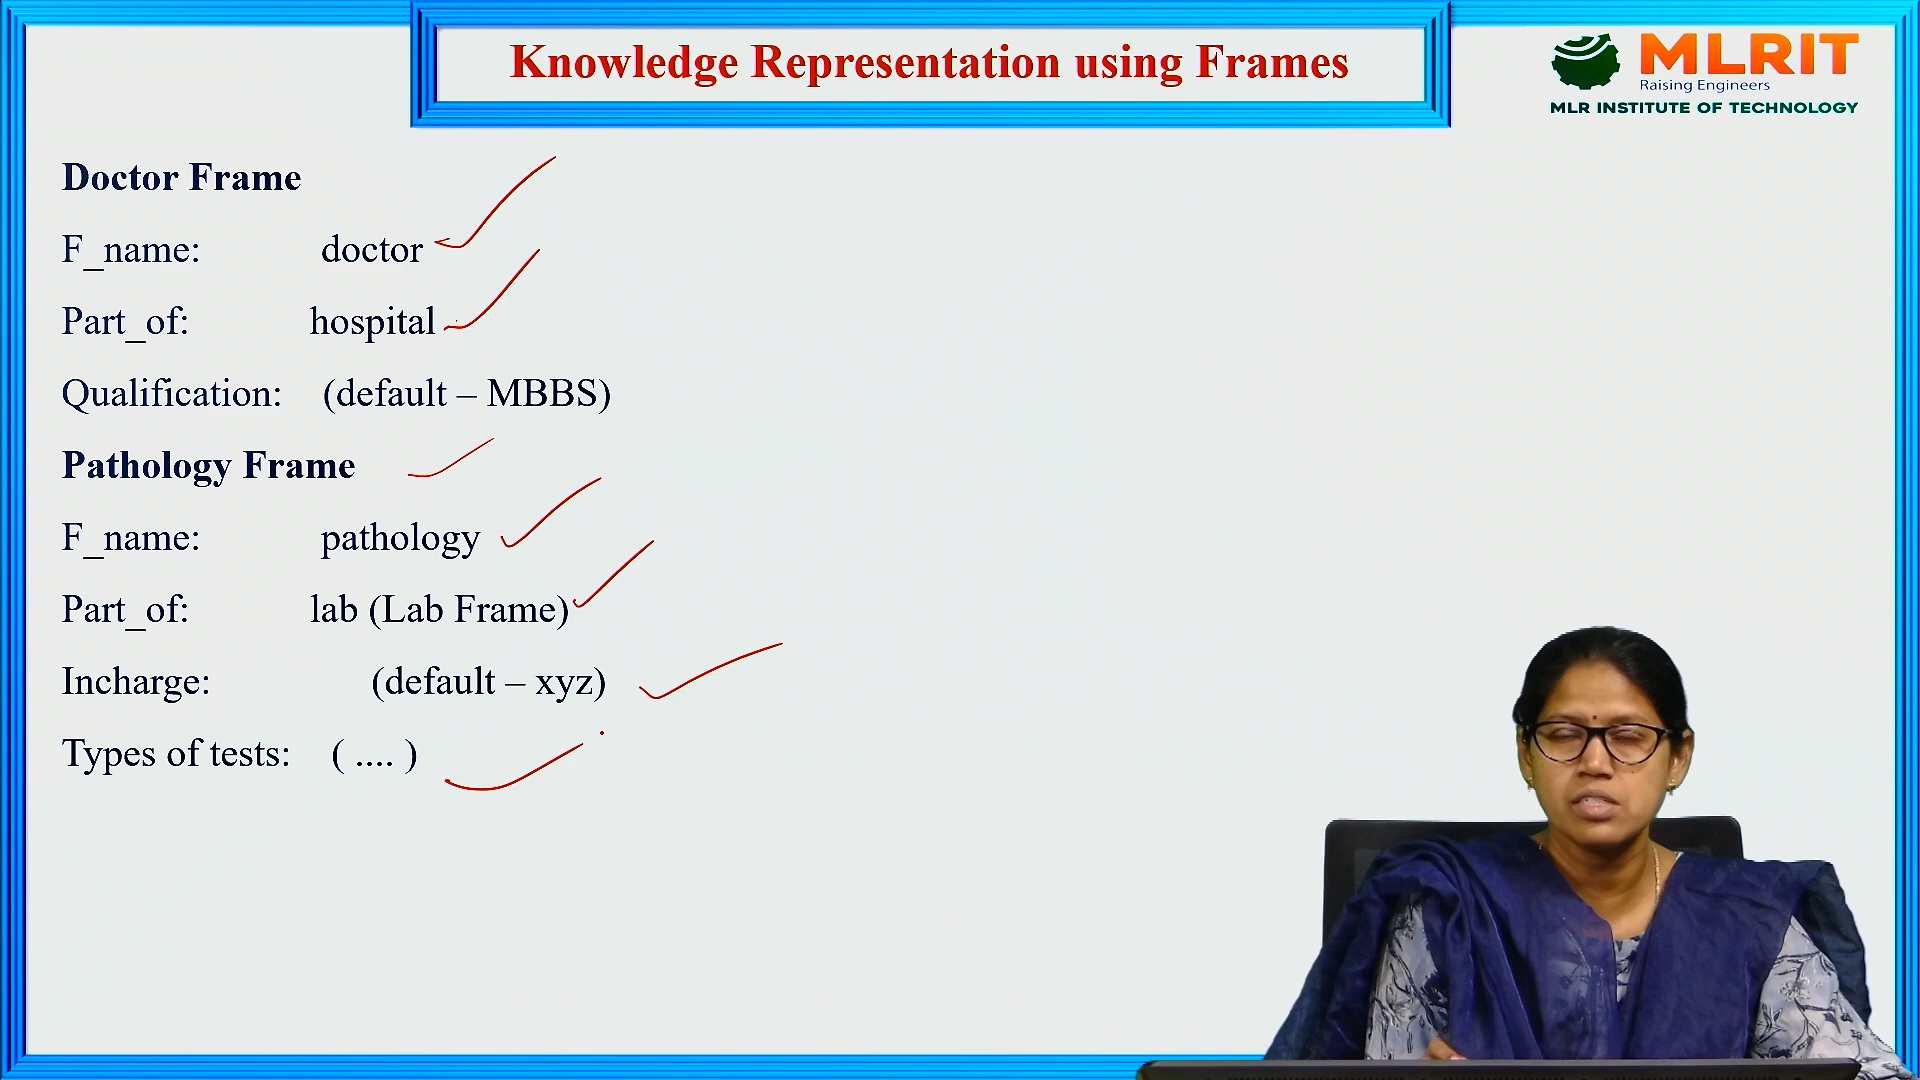 Knowledge Representation using Frames
MLRIT
Raising Engineers
MLR INSTITUTE OF TECHNOLOGY
Doctor Frame
F_name: doctor
Part_of: hospital
Qualification: (default – MBBS)
Pathology Frame
F_name: pathology
Part_of: lab (Lab Frame)
Incharge: (default – xyz)
Types of tests: ( .... )